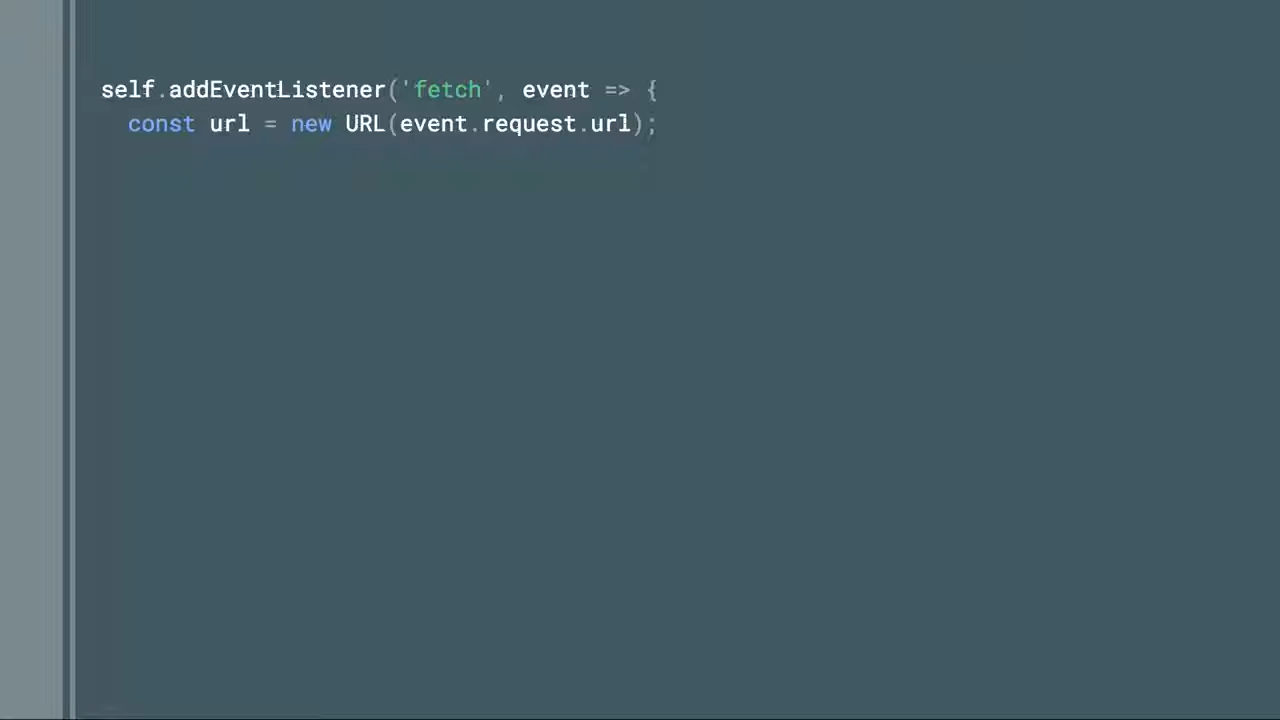 self.addEventListener('fetch', event => {
  const url = new URL(event.request.url);